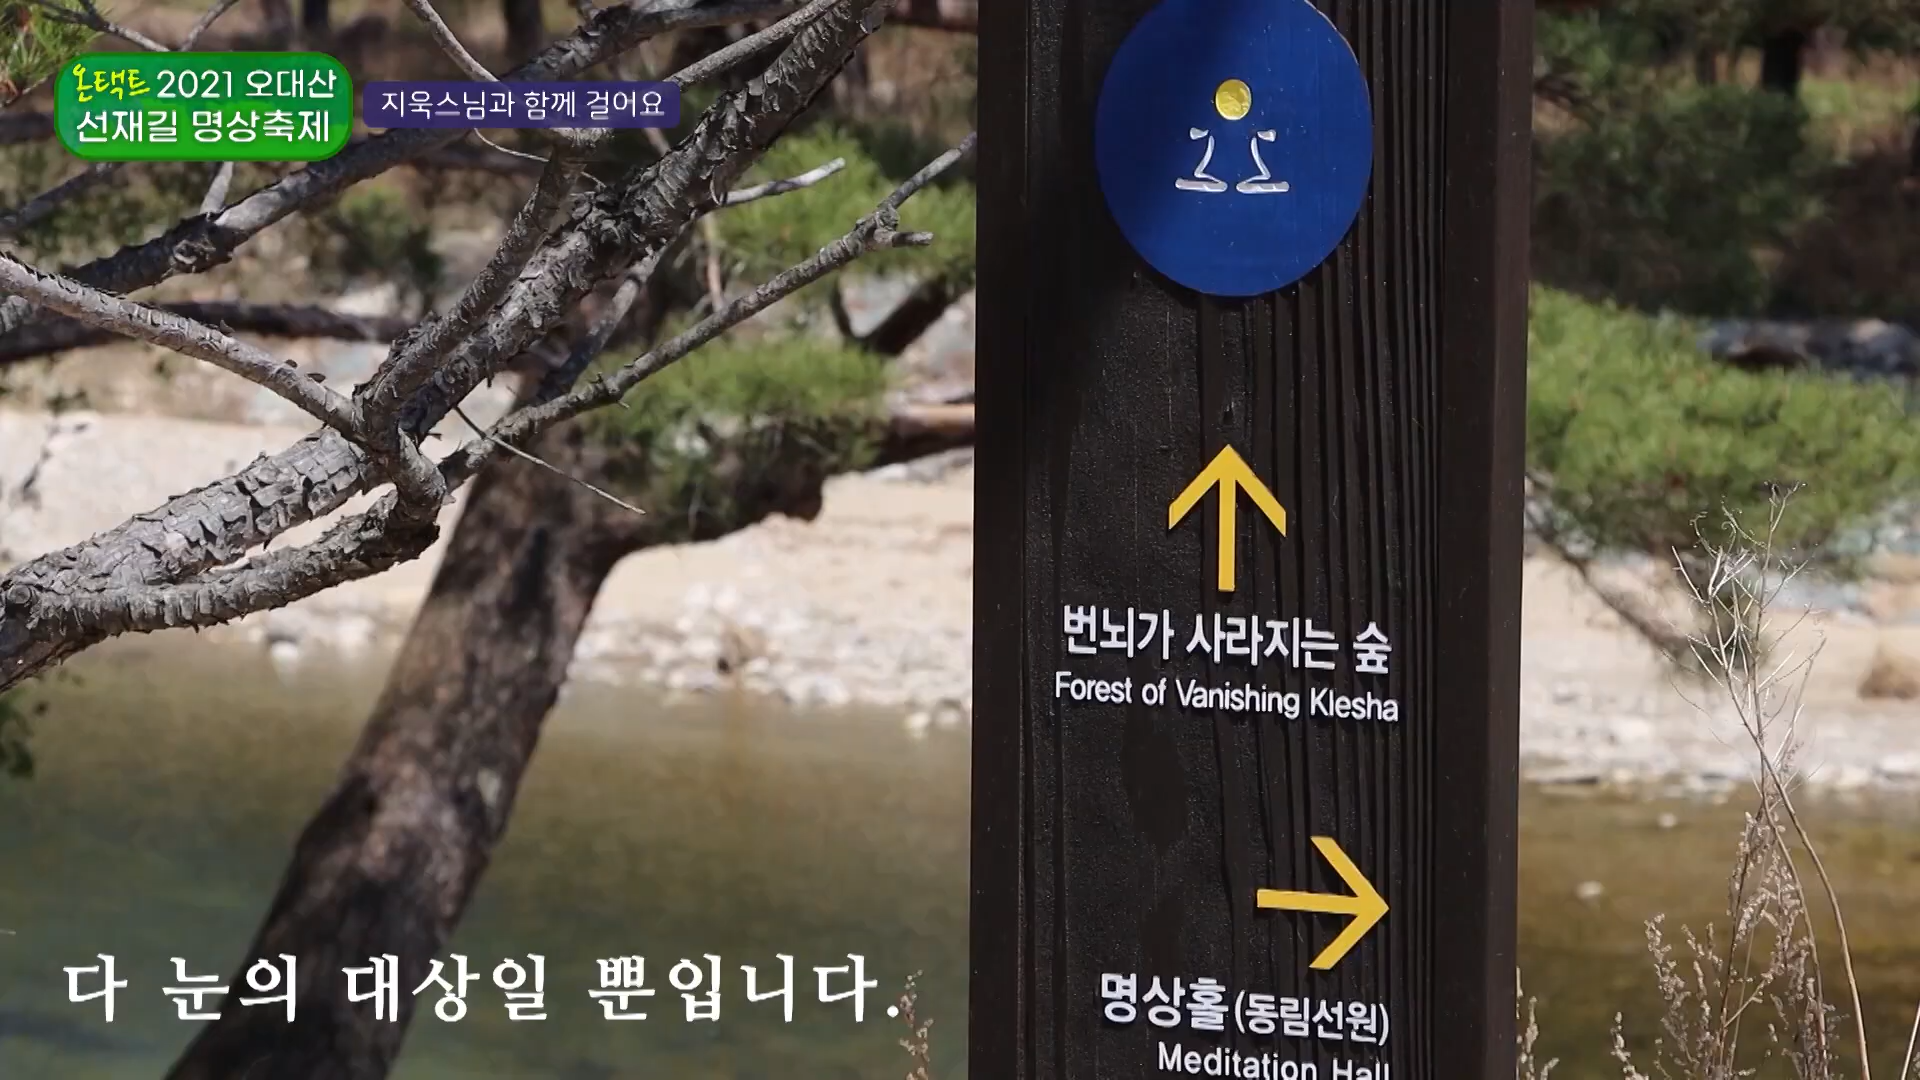 온택트 2021 오대산
선재길 명상축제
지욱스님과 함께 걸어요
번뇌가 사라지는 숲
Forest of Vanishing Klesha
명상홀(동림선원)
Meditation Hall
다 눈의 대상일 뿐입니다.